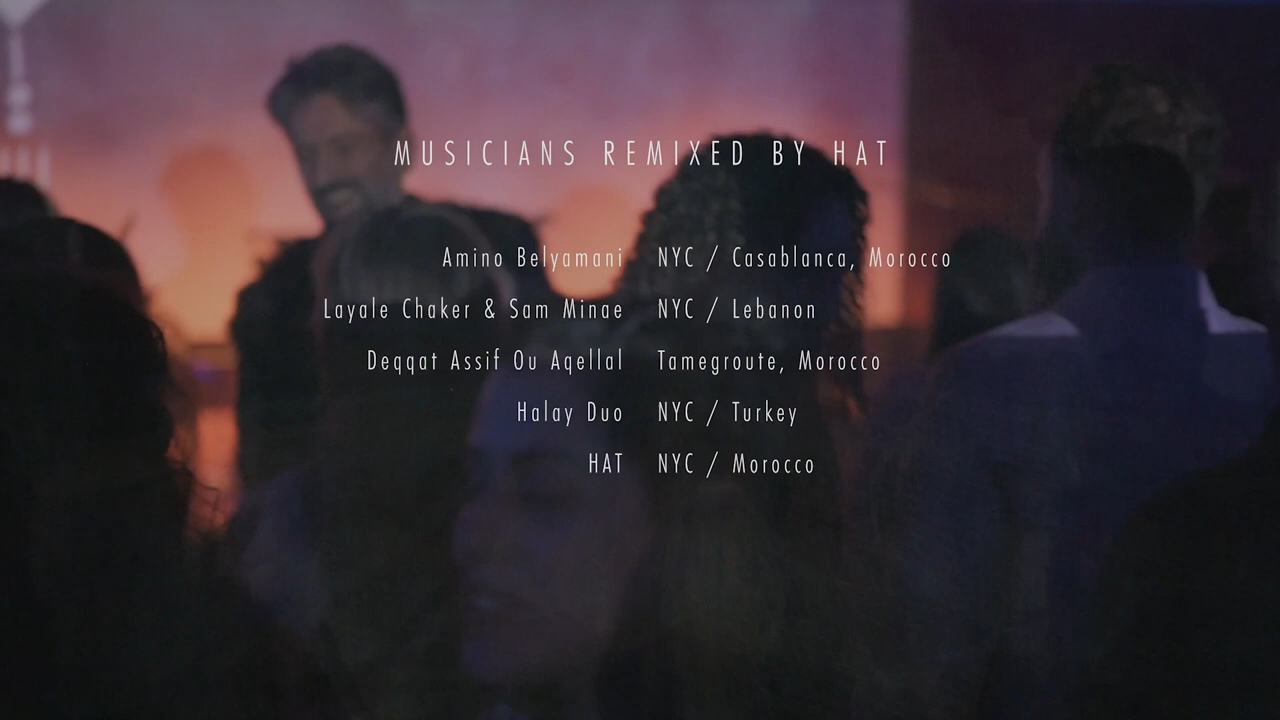 MUSICIANS REMIXED BY HAT
Amino Belyamani NYC / Casablanca, Morocco
Layale Chaker & Sam Minae NYC / Lebanon
Deqqat Assif Ou Aqellal Tamegroute, Morocco
Halay Duo NYC / Turkey
HAT NYC / Morocco